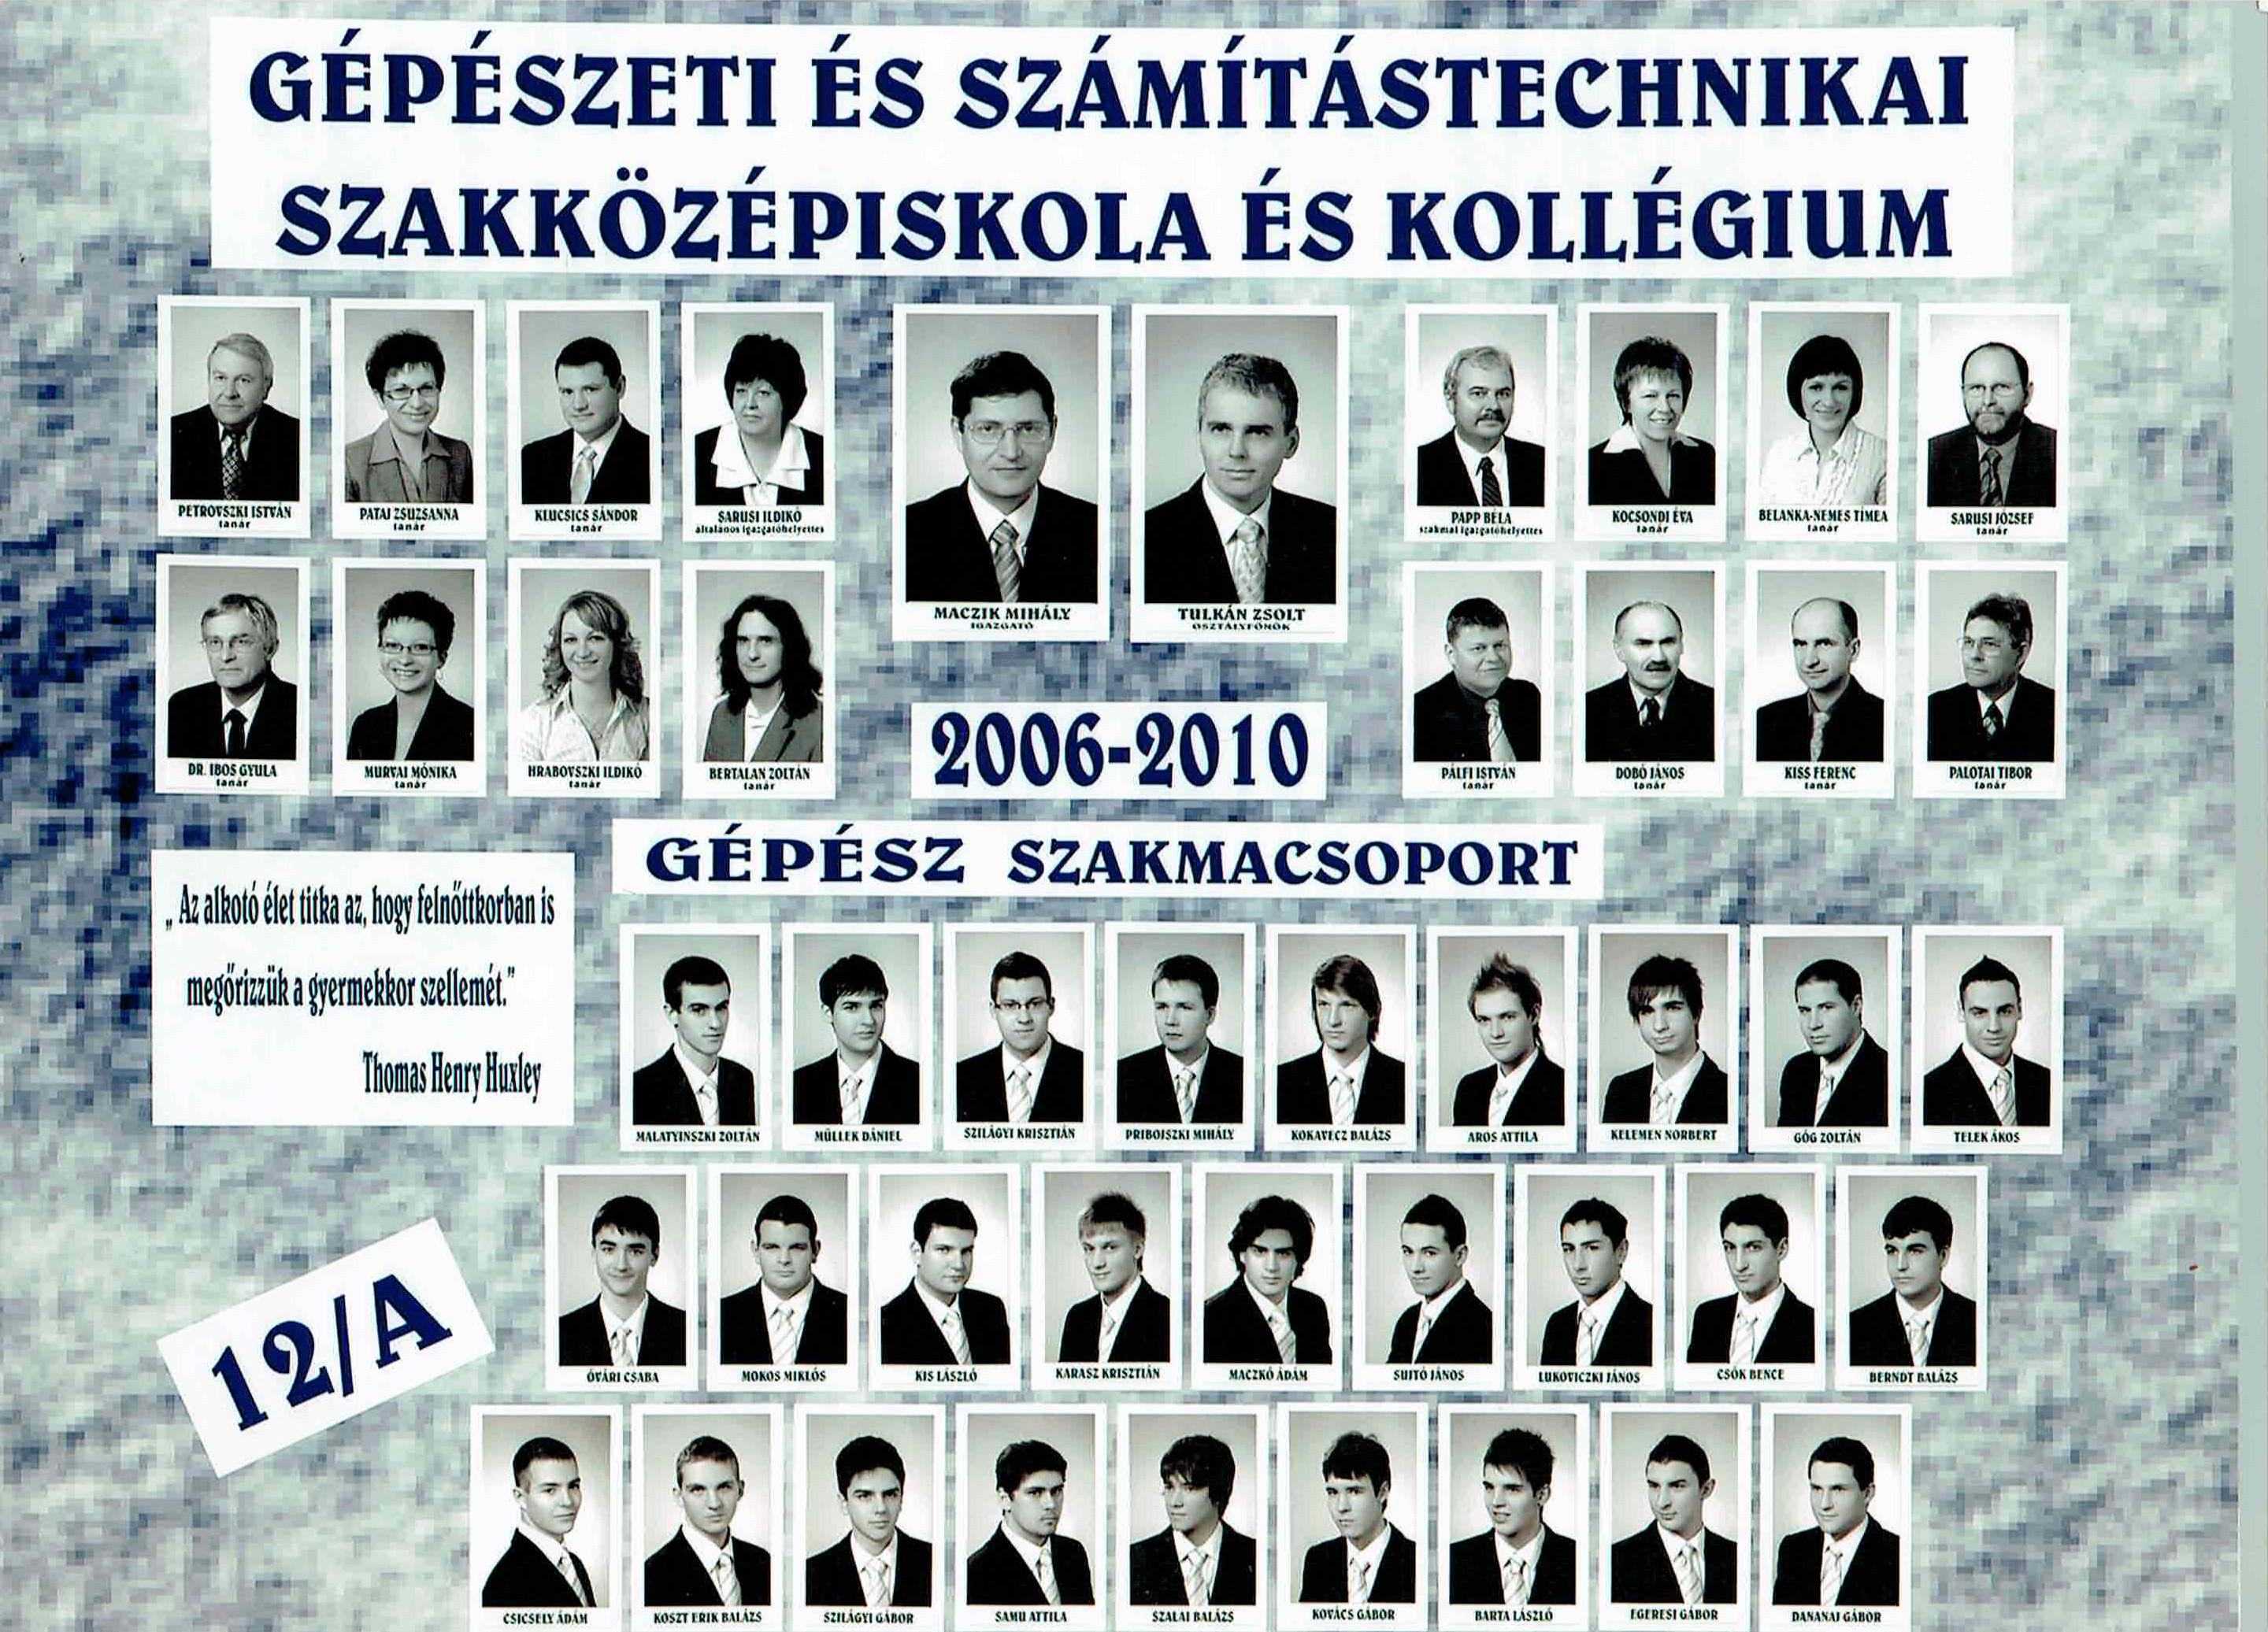 GÉPÉSZETI ÉS SZÁMÍTÁSTECHNIKAI
SZAKKÖZÉPISKOLA ÉS KOLLÉGIUM
PETROVSZKI ISTVÁN
tanár
PATAJ ZSUZSANNA
tanár
KLUCSICS SÁNDOR
tanár
SARUSI ILDIKÓ
általános igazgatóhelyettes
MACZIK MIHÁLY
IGAZGATÓ
TULKÁN ZSOLT
OSZTÁLYFŐNÖK
PAPP BÉLA
szakmai igazgatóhelyettes
KOCSONDI ÉVA
tanár
BELANKA-NEMES TÍMEA
tanár
SARUSI JÓZSEF
tanár
DR. IBOS GYULA
tanár
MURVAI MÓNIKA
tanár
HRABOVSZKI ILDIKÓ
tanár
BERTALAN ZOLTÁN
tanár
PÁLFI ISTVÁN
tanár
DOBÓ JÁNOS
tanár
KISS FERENC
tanár
PALOTAI TIBOR
tanár
2006-2010
GÉPÉSZ SZAKMACSOPORT
„ Az alkotó élet titka az, hogy felnőttkorban is
megőrizzük a gyermekkor szellemét."
Thomas Henry Huxley
MALATYINSZKI ZOLTÁN
MÜLLEK DÁNIEL
SZILÁGYI KRISZTIÁN
PRIBOJSZKI MIHÁLY
KOKAVECZ BALÁZS
AROS ATTILA
KELEMEN NORBERT
GÓG ZOLTÁN
TELEK ÁKOS
12/A
ÓVÁRI CSABA
MOKOS MIKLÓS
KIS LÁSZLÓ
KARASZ KRISZTIÁN
MACZKÓ ÁDÁM
SUJTÓ JÁNOS
LUKOVICZKI JÁNOS
CSÓK BENCE
BERNDT BALÁZS
CSICSELY ÁDÁM
KOSZT ERIK BALÁZS
SZILÁGYI GÁBOR
SAMU ATTILA
SZALAI BALÁZS
KOVÁCS GÁBOR
BARTA LÁSZLÓ
EGERESI GÁBOR
DANANAJ GÁBOR